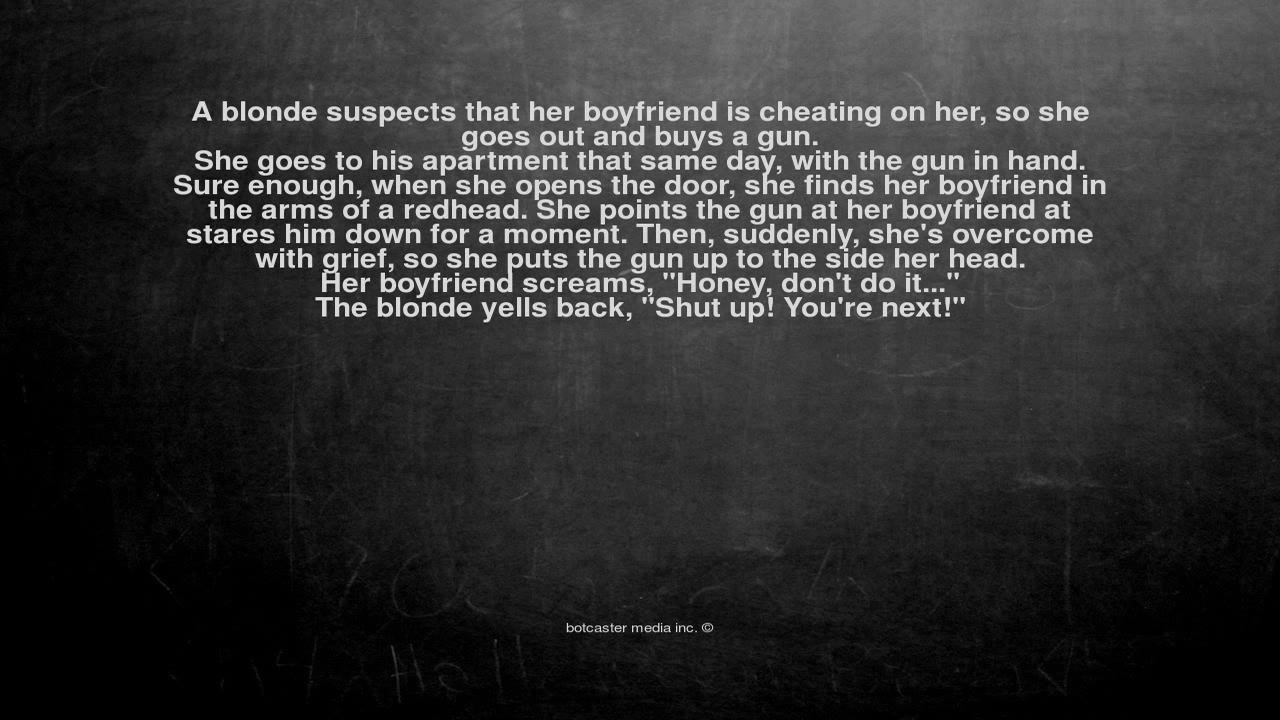 A blonde suspects that her boyfriend is cheating on her, so she
goes out and buys a gun.
She goes to his apartment that same day, with the gun in hand.
Sure enough, when she opens the door, she finds her boyfriend in
the arms of a redhead. She points the gun at her boyfriend at
stares him down for a moment. Then, suddenly, she's overcome
with grief, so she puts the gun up to the side her head.
Her boyfriend screams, "Honey, don't do it..."
The blonde yells back, "Shut up! You're next!"
botcaster media inc. ©